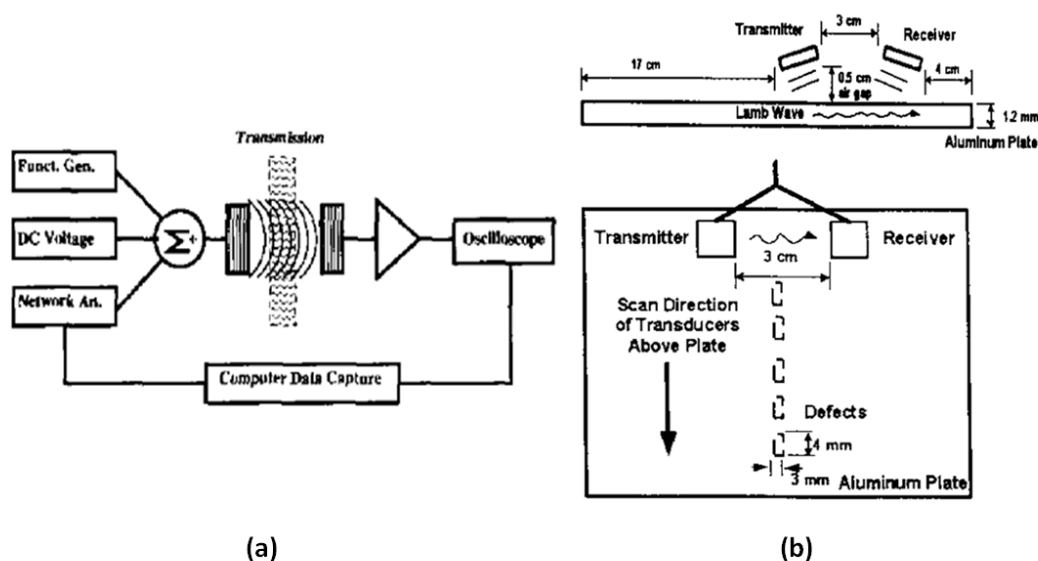 Transmission
Funct. Gen.
DC Voltage
Network An.
Σ+
Oscilloscope
Computer Data Capture
(a)
Transmitter
3 cm
Receiver
17 cm
0.5 cm
air gap
4 cm
Lamb Wave
1.2 mm
Aluminum Plate
Transmitter
Receiver
3 cm
Scan Direction
of Transducers
Above Plate
Defects
4 mm
3 mm
Aluminum Plate
(b)